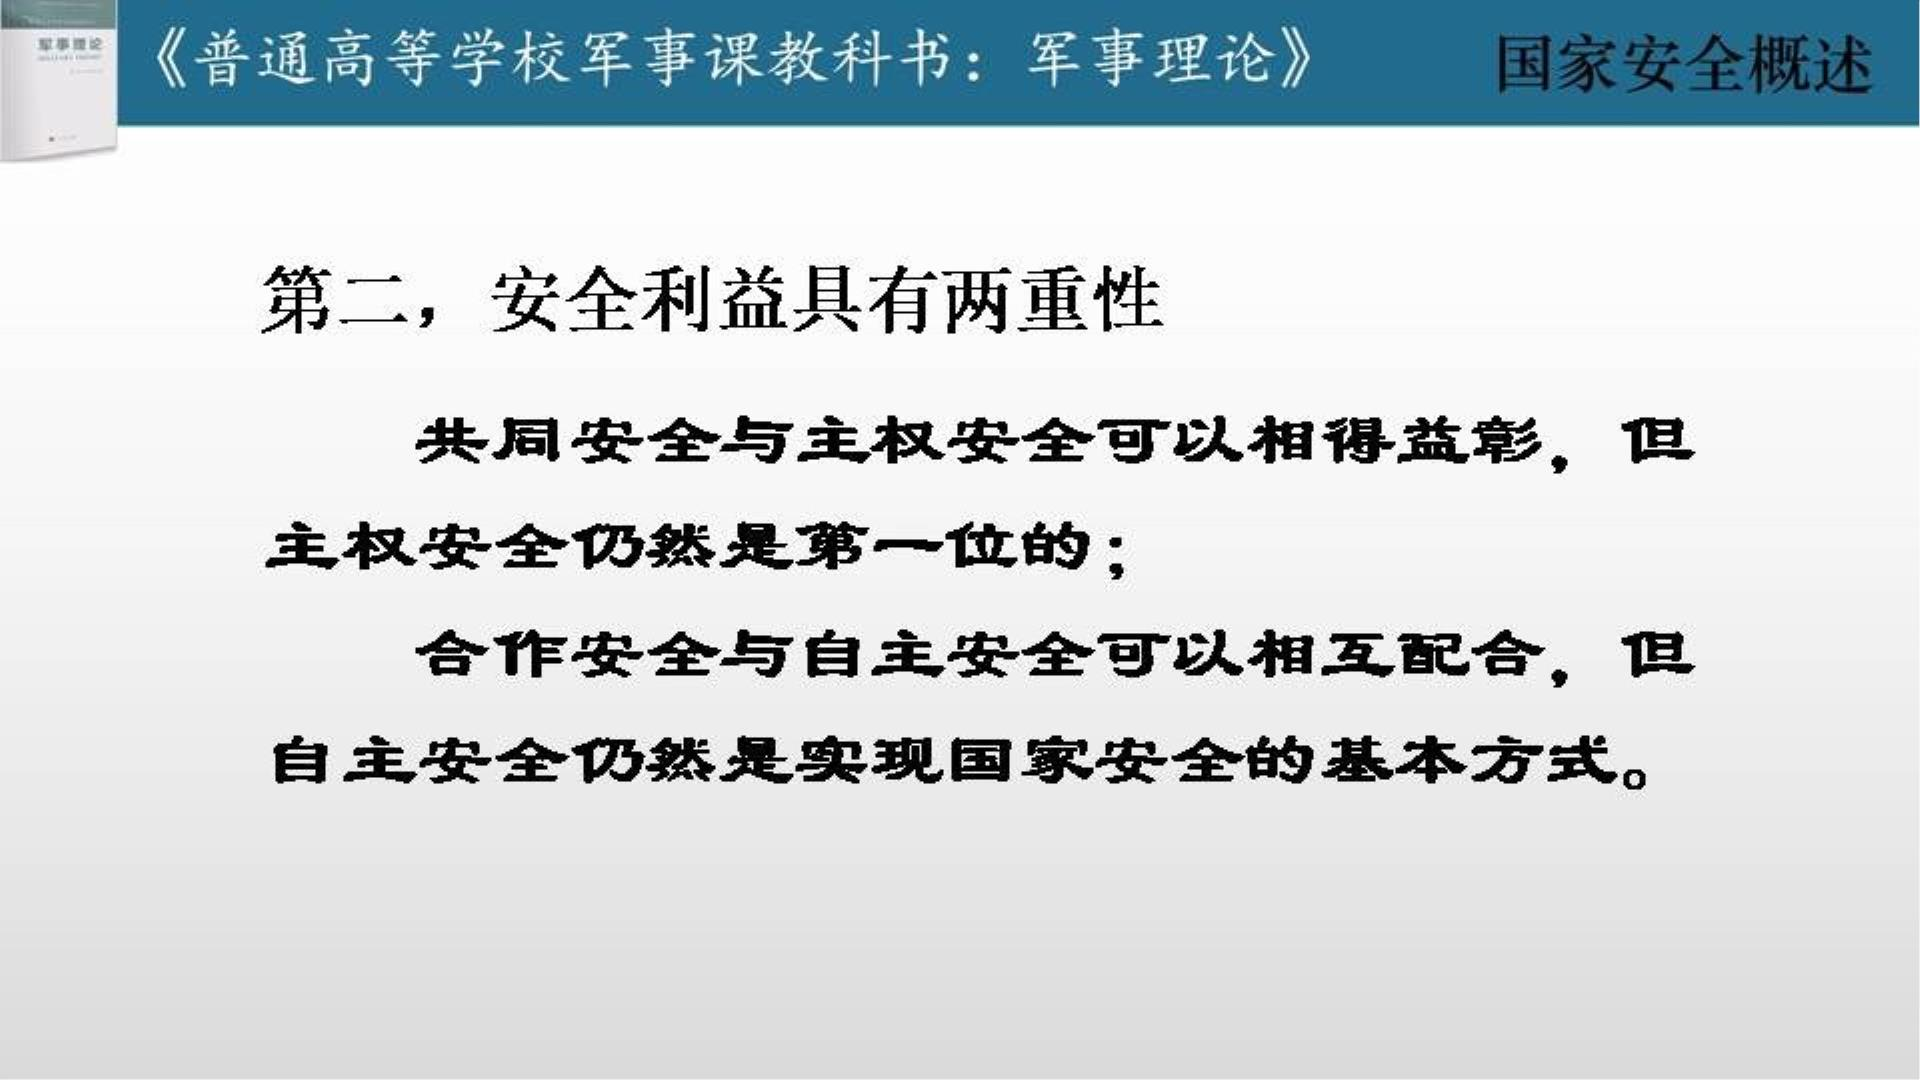 军事理论
《普通高等学校军事课教科书：军事理论》
国家安全概述
第二，安全利益具有两重性
共同安全与主权安全可以相得益彰，但
主权安全仍然是第一位的；
合作安全与自主安全可以相互配合，但
自主安全仍然是实现国家安全的基本方式。